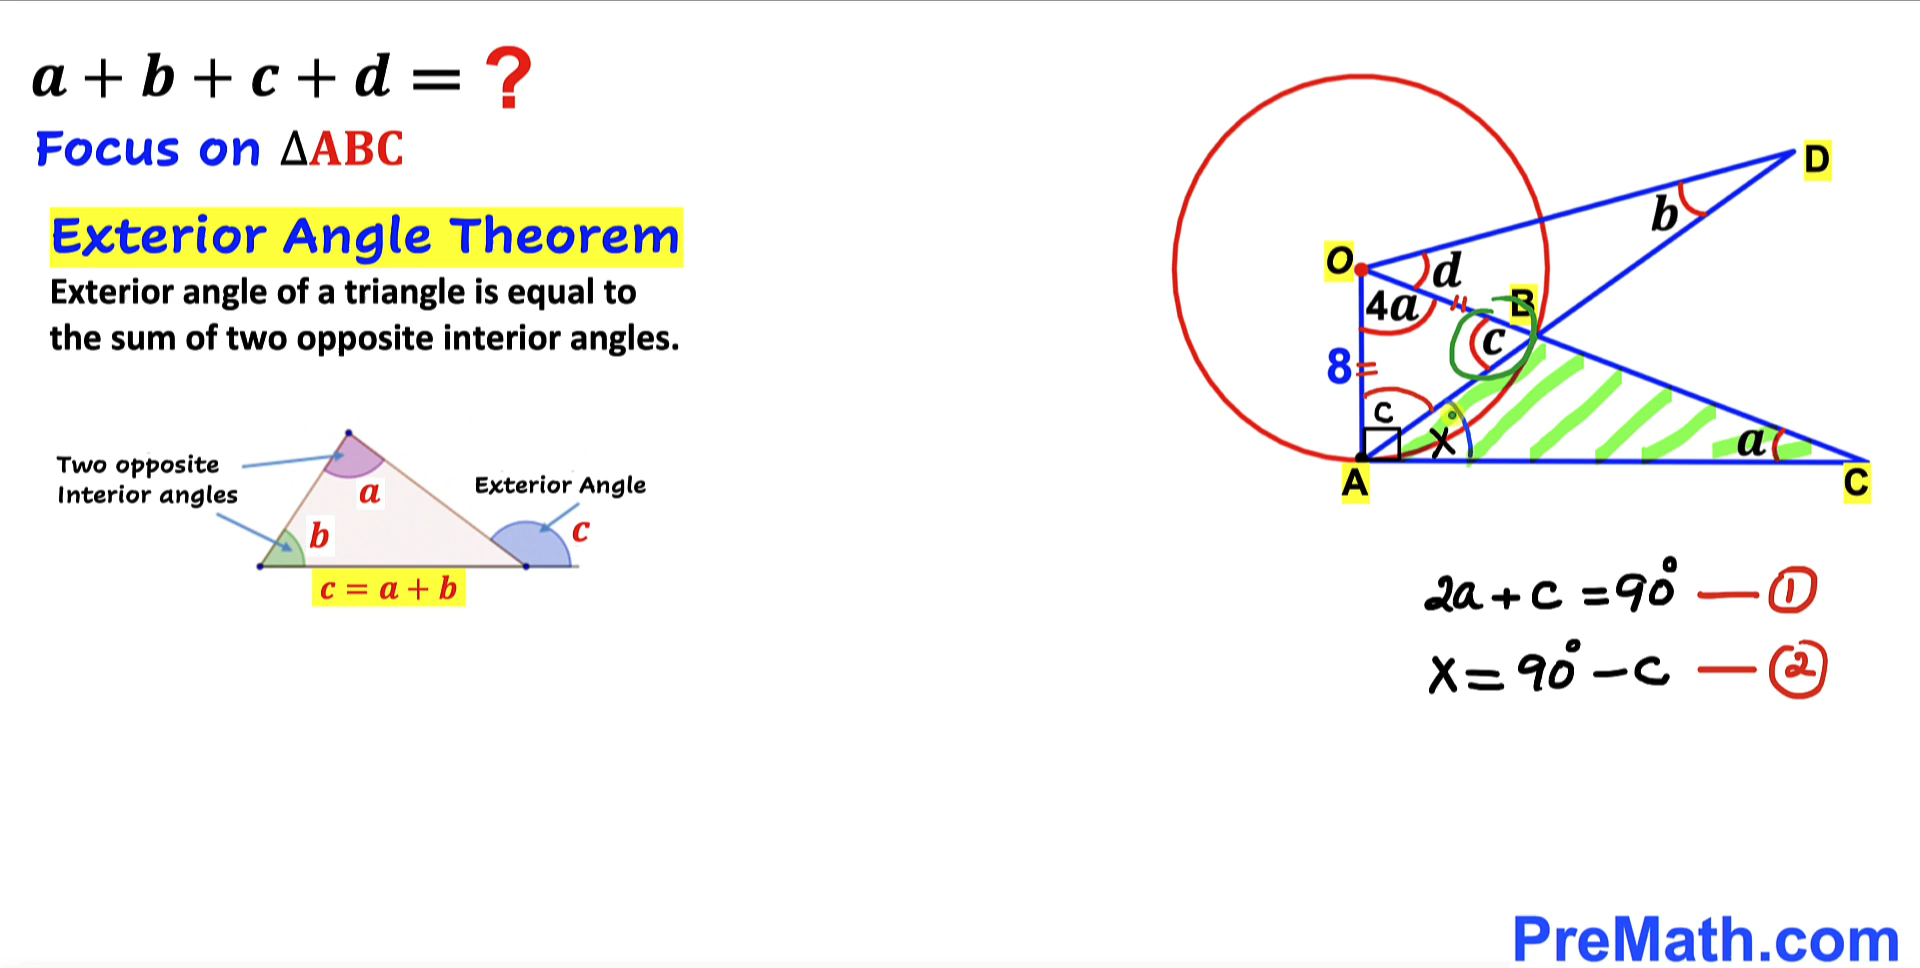 a + b + c + d = ?
Focus on ΔABC
Exterior Angle Theorem
Exterior angle of a triangle is equal to
the sum of two opposite interior angles.
Two opposite
Interior angles
a
b
Exterior Angle
c
c = a + b
D
b
O
d
4a
B
c
8
c
x°
a
A
C
2a + c = 90° — ①
x = 90° − c — ②
PreMath.com